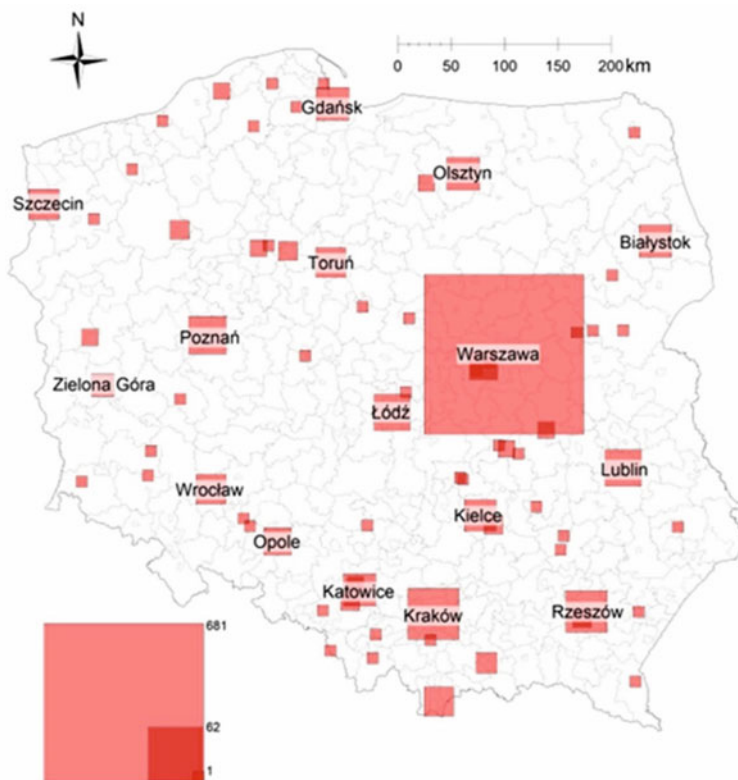 N
0 50 100 150 200 km
Gdańsk
Olsztyn
Szczecin
Białystok
Toruń
Poznań
Warszawa
Zielona Góra
Łódź
Lublin
Wrocław
Kielce
Opole
Katowice
Kraków
Rzeszów
681
62
1